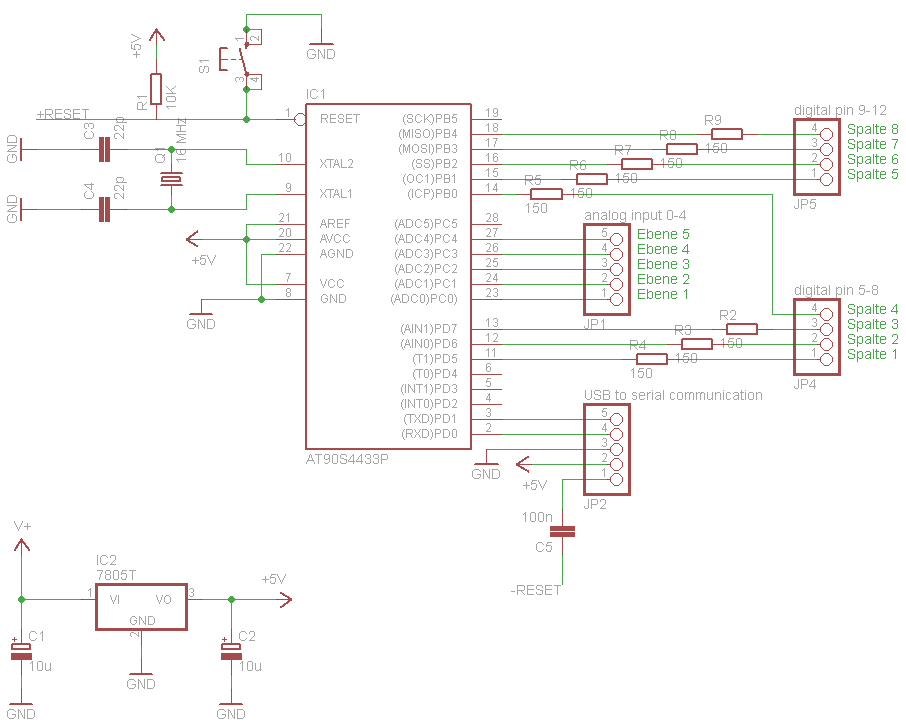 +5V
R1
10K
S1
1
2
3
4
GND
+RESET
GND
C3
22p
Q1
16 MHZ
GND
C4
22p
+5V
GND
IC1
1 RESET
10 XTAL2
9 XTAL1
21 AREF
20 AVCC
22 AGND
7 VCC
8 GND
(SCK)PB5 19
(MISO)PB4 18
(MOSI)PB3 17
(SS)PB2 16
(OC1)PB1 15
(ICP)PB0 14
(ADC5)PC5 28
(ADC4)PC4 27
(ADC3)PC3 26
(ADC2)PC2 25
(ADC1)PC1 24
(ADC0)PC0) 23
(AIN1)PD7 13
(AIN0)PD6 12
(T1)PD5 11
(T0)PD4 6
(INT1)PD3 5
(INT0)PD2 4
(TXD)PD1 3
(RXD)PD0 2
AT90S4433P
R9
R8
150
R7
150
R6
150
R5
150
150
digital pin 9-12
4 Spalte 8
3 Spalte 7
2 Spalte 6
1 Spalte 5
JP5
analog input 0-4
5 Ebene 5
4 Ebene 4
3 Ebene 3
2 Ebene 2
1 Ebene 1
JP1
digital pin 5-8
4 Spalte 4
3 Spalte 3
2 Spalte 2
1 Spalte 1
JP4
R2
R3
150
R4
150
150
USB to serial communication
5
4
3
2
1
JP2
GND
+5V
100n
C5
-RESET
V+
IC2
7805T
1
VI
VO
3
GND
2
+5V
C1
+
10u
C2
+
10u
GND
GND
GND